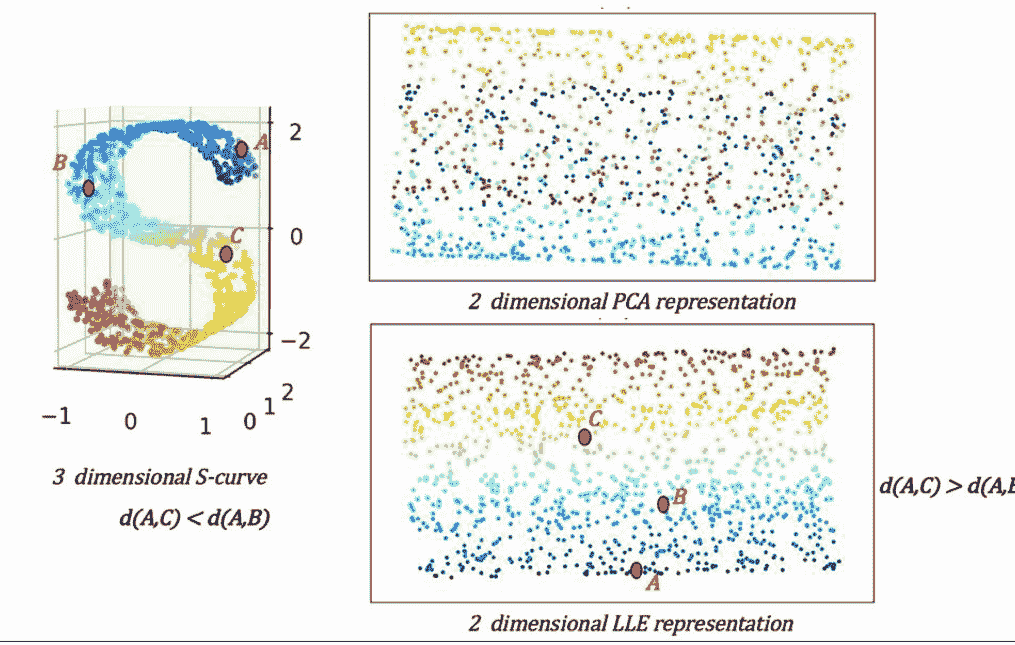 A
B
C
2
0
−2
−1
0
1
0
1
2
3 dimensional S-curve
d(A,C) < d(A,B)
2 dimensional PCA representation
C
B
A
d(A,C) > d(A,
2 dimensional LLE representation